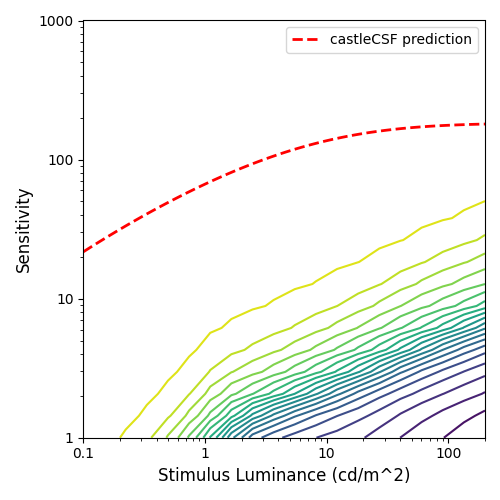 1000
castleCSF prediction
100
Sensitivity
10
1
0.1 1 10 100
Stimulus Luminance (cd/m^2)